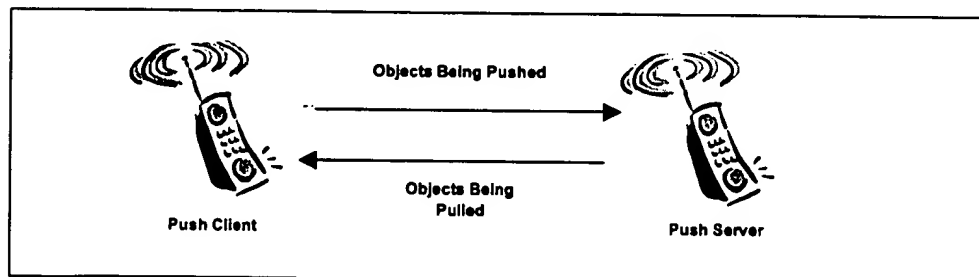 Objects Being Pushed
Objects Being
Pulled
Push Client
Push Server